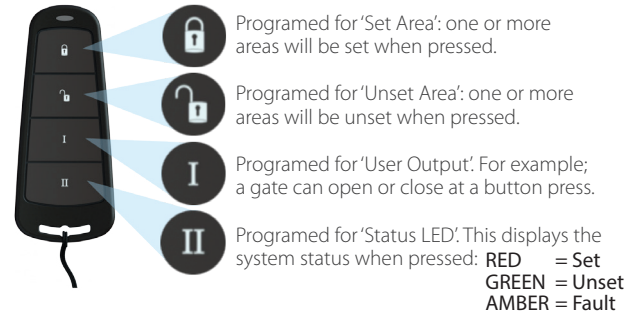 Programed for ‘Set Area’: one or more
areas will be set when pressed.
Programed for ‘Unset Area’: one or more
areas will be unset when pressed.
I
Programed for ‘User Output’. For example;
a gate can open or close at a button press.
I
II
II
Programed for ‘Status LED’. This displays the
system status when pressed: RED = Set
GREEN = Unset
AMBER = Fault